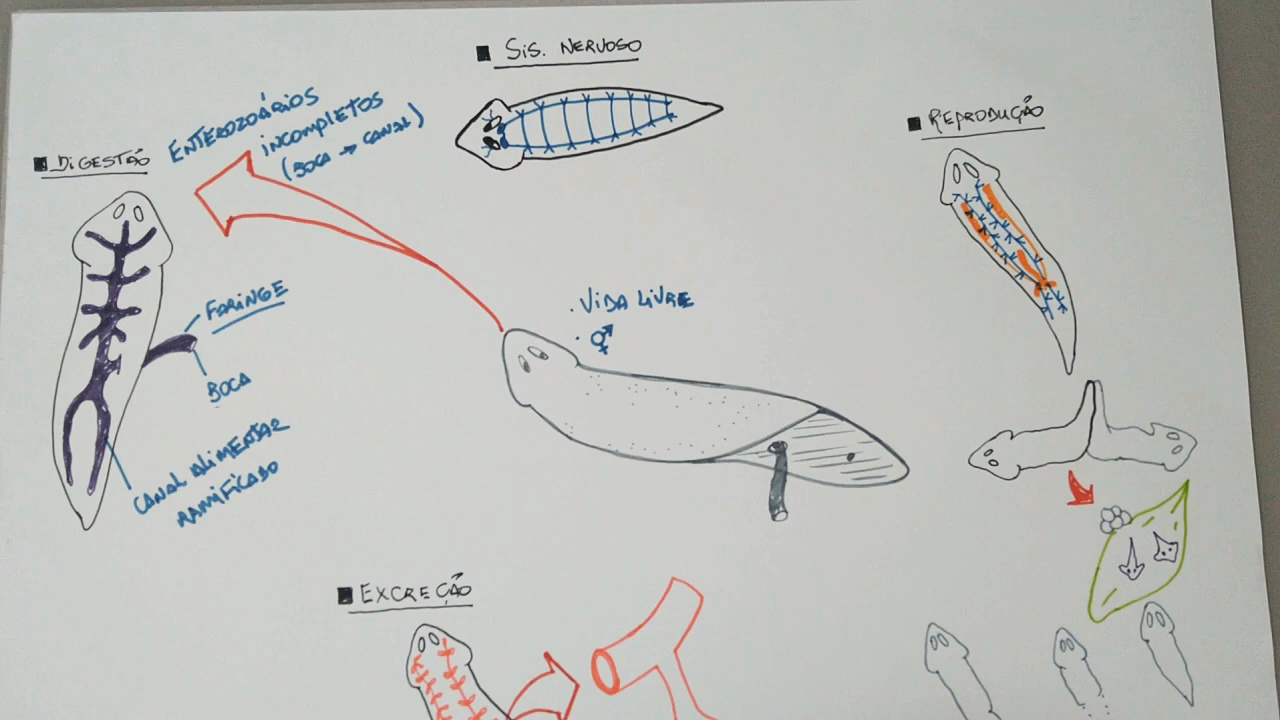 SIS. NERVOSO
ENTEROZOÁRIOS
INCOMPLETOS
(BOCA → CANAL)
REPRODUÇÃO
DIGESTÃO
FARINGE
BOCA
CANAL ALIMENTAR
RAMIFICADO
. VIDA LIVRE
. ⚥
EXCREÇÃO